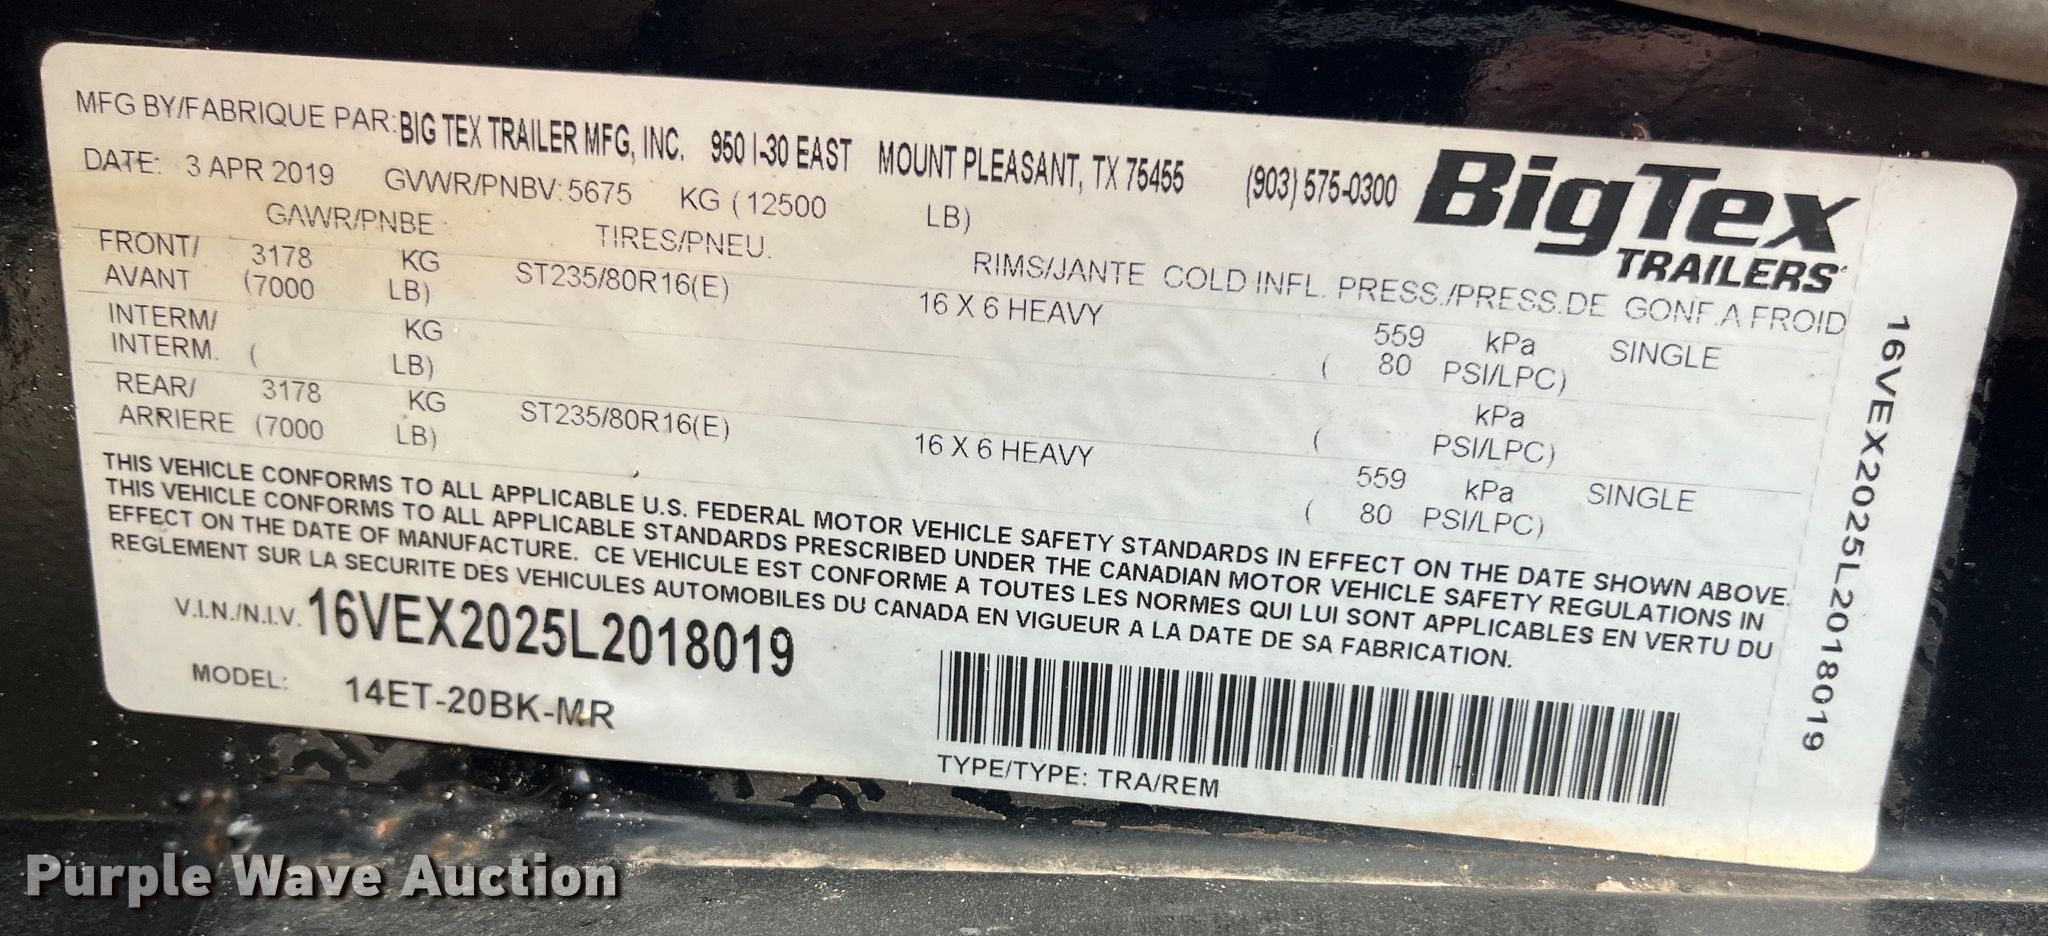 MFG BY/FABRIQUE PAR: BIG TEX TRAILER MFG, INC. 950 I-30 EAST MOUNT PLEASANT, TX 75455 (903) 575-0300
BigTex
TRAILERS
DATE: 3 APR 2019 GVWR/PNBV: 5675 KG ( 12500 LB)
GAWR/PNBE TIRES/PNEU. RIMS/JANTE COLD INFL. PRESS./PRESS.DE GONF.A FROID
FRONT/ 3178 KG ST235/80R16(E) 16 X 6 HEAVY 559 kPa SINGLE
AVANT (7000 LB) ( 80 PSI/LPC)
INTERM/ KG kPa
INTERM. ( LB) ( PSI/LPC)
REAR/ 3178 KG ST235/80R16(E) 16 X 6 HEAVY 559 kPa SINGLE
ARRIERE (7000 LB) ( 80 PSI/LPC)
THIS VEHICLE CONFORMS TO ALL APPLICABLE U.S. FEDERAL MOTOR VEHICLE SAFETY STANDARDS IN EFFECT ON THE DATE SHOWN ABOVE.
THIS VEHICLE CONFORMS TO ALL APPLICABLE STANDARDS PRESCRIBED UNDER THE CANADIAN MOTOR VEHICLE SAFETY REGULATIONS IN
EFFECT ON THE DATE OF MANUFACTURE. CE VEHICULE EST CONFORME A TOUTES LES NORMES QUI LUI SONT APPLICABLES EN VERTU DU
REGLEMENT SUR LA SECURITE DES VEHICULES AUTOMOBILES DU CANADA EN VIGUEUR A LA DATE DE SA FABRICATION.
V.I.N./N.I.V. 16VEX2025L2018019
MODEL: 14ET-20BK-MR
TYPE/TYPE: TRA/REM
16VEX2025L2018019
Purple Wave Auction